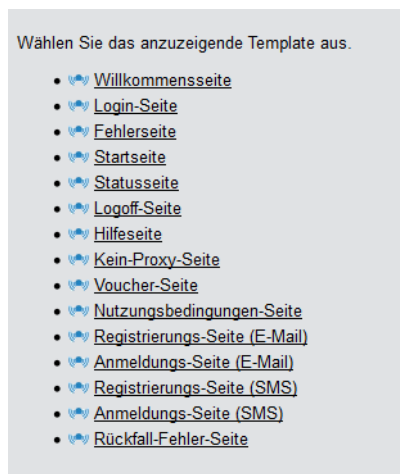 Wählen Sie das anzuzeigende Template aus.
Willkommensseite
Login-Seite
Fehlerseite
Startseite
Statusseite
Logoff-Seite
Hilfeseite
Kein-Proxy-Seite
Voucher-Seite
Nutzungsbedingungen-Seite
Registrierungs-Seite (E-Mail)
Anmeldungs-Seite (E-Mail)
Registrierungs-Seite (SMS)
Anmeldungs-Seite (SMS)
Rückfall-Fehler-Seite